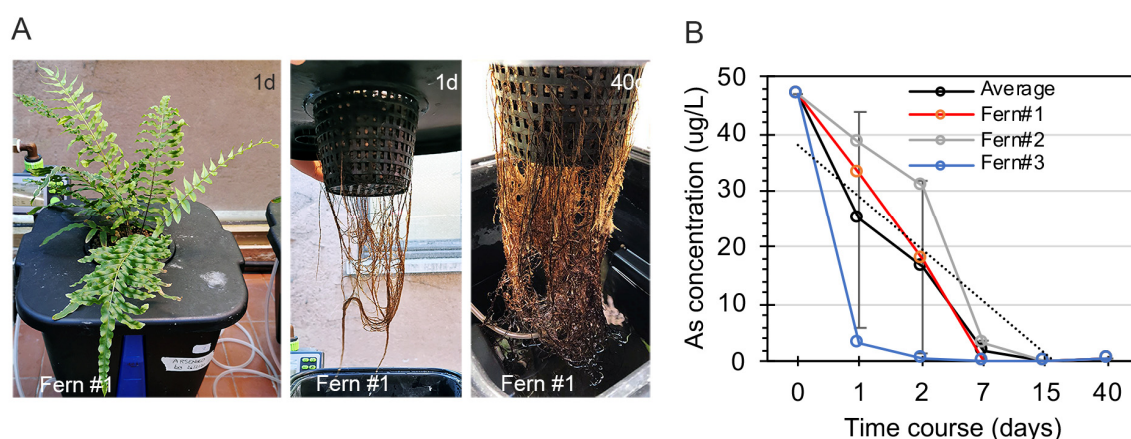 A
1d
1d
40d
Fern #1
Fern #1
Fern #1
B
As concentration (ug/L)
50
40
30
20
10
0
Average
Fern#1
Fern#2
Fern#3
0 1 2 7 15 40
Time course (days)